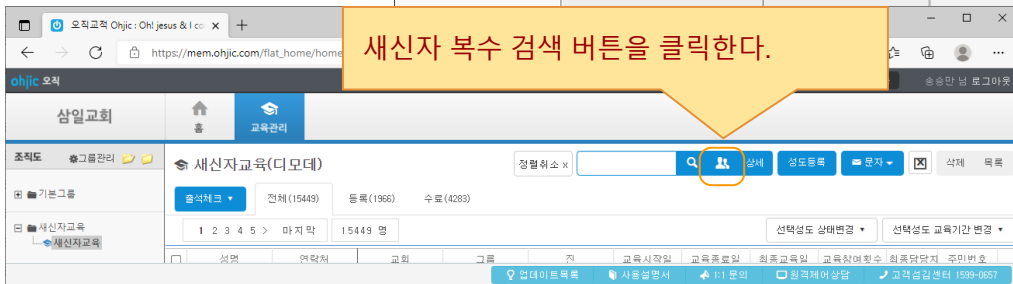 오직교적 Ohjic : Oh! jesus & I co
https://mem.ohjic.com/flat_home/home
새신자 복수 검색 버튼을 클릭한다.
ohjic 오직
송승만 님 로그아웃
삼일교회
홈
교육관리
조직도 그룹관리
새신자교육(디모데)
정렬취소 x
상세
성도등록
문자
삭제
목록
기본그룹
출석체크
전체(15449)
등록(1966)
수료(4283)
새신자교육
새신자교육
1 2 3 4 5 > 마지막 15449 명
선택성도 상태변경
선택성도 교육기간 변경
성명 연락처 교회 그룹 직 교육시작일 교육종료일 최종교육일 교육참여횟수 최종담당자 주민번호
업데이트목록 사용설명서 1:1 문의 원격제어상담 고객섬김센터 1599-0657